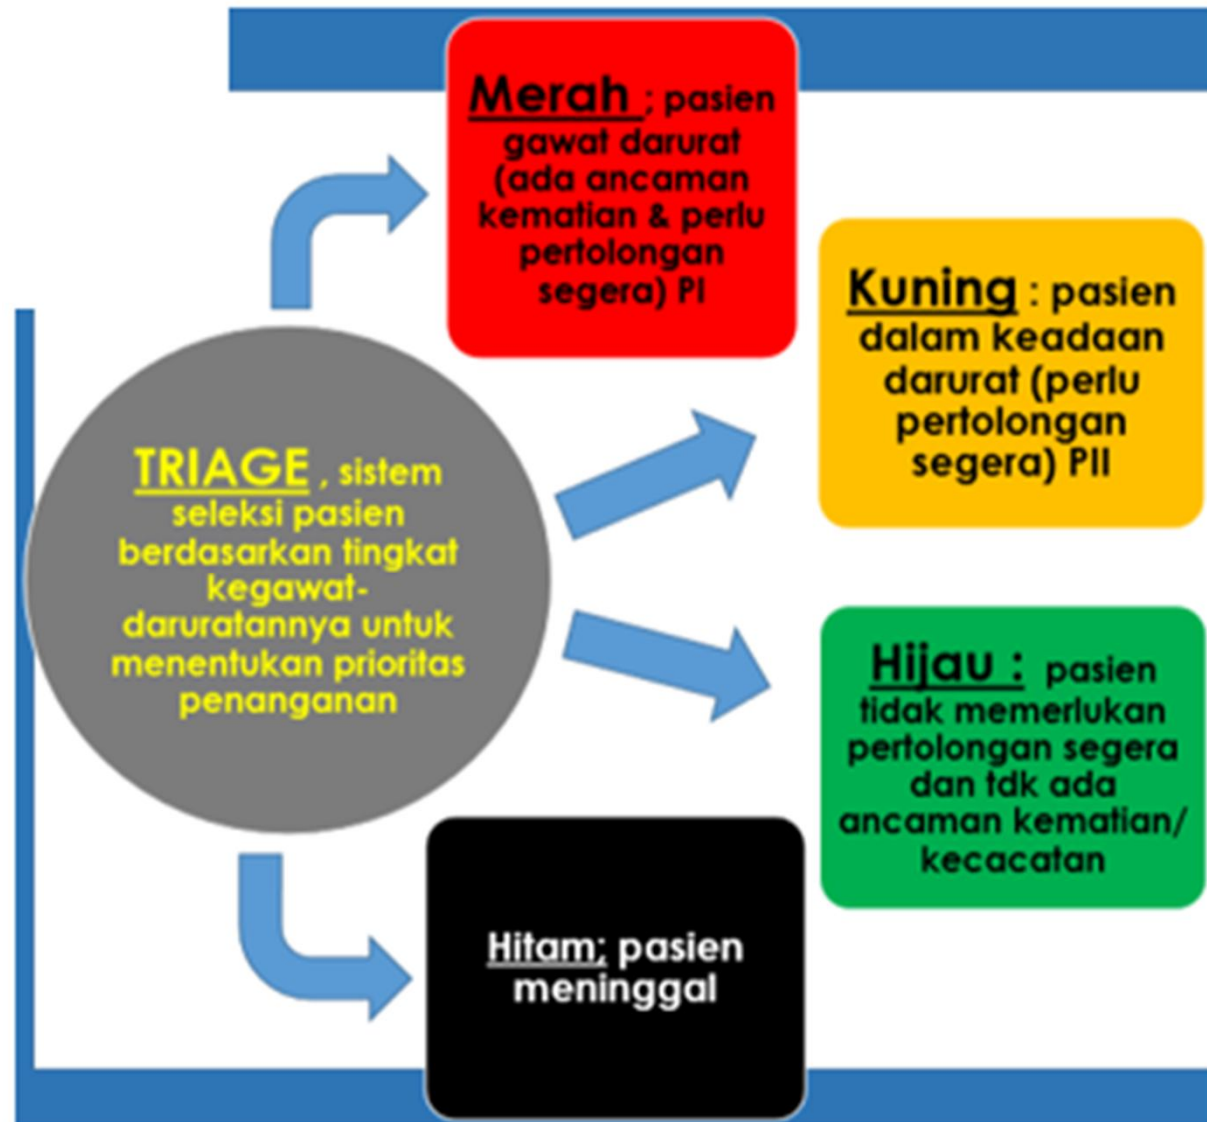 Merah ; pasien
gawat darurat
(ada ancaman
kematian & perlu
pertolongan
segera) PI
Kuning : pasien
dalam keadaan
darurat (perlu
pertolongan
segera) PII
TRIAGE , sistem
seleksi pasien
berdasarkan tingkat
kegawat-
daruratannya untuk
menentukan prioritas
penanganan
Hijau : pasien
tidak memerlukan
pertolongan segera
dan tdk ada
ancaman kematian/
kecacatan
Hitam; pasien
meninggal